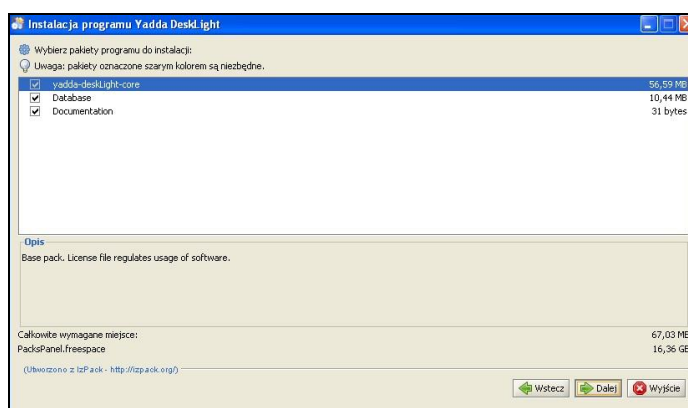 Instalacja programu Yadda DeskLight
Wybierz pakiety programu do instalacji:
Uwaga: pakiety oznaczone szarym kolorem są niezbędne.
yadda-deskLight-core 56,59 MB
Database 10,44 MB
Documentation 31 bytes
Opis
Base pack. License file regulates usage of software.
Całkowite wymagane miejsce: 67,03 MB
PacksPanel.freespace 16,36 GB
(Utworzono z IzPack - http://izpack.org/)
Wstecz Dalej Wyjście